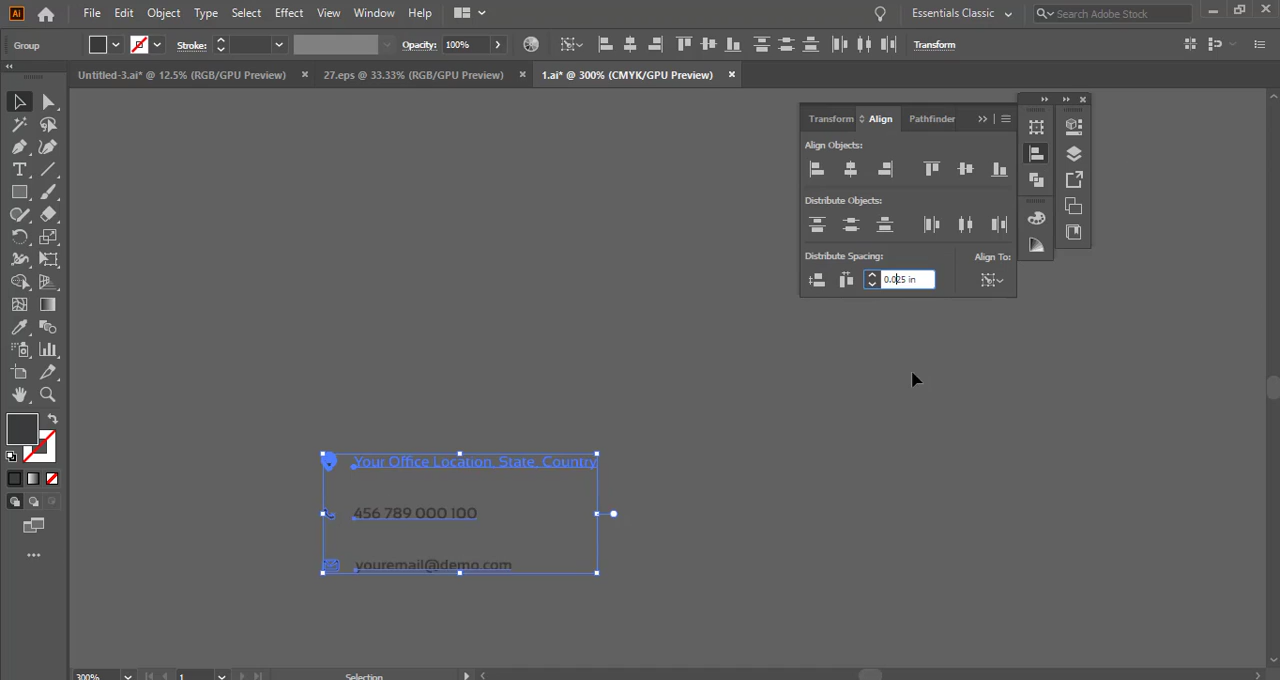 Ai File Edit Object Type Select Effect View Window Help Essentials Classic Search Adobe Stock
Group Stroke: Opacity: 100% Transform
Untitled-3.ai* @ 12.5% (RGB/GPU Preview) 27.eps @ 33.33% (RGB/GPU Preview) 1.ai* @ 300% (CMYK/GPU Preview)
Transform Align Pathfinder
Align Objects:
Distribute Objects:
Distribute Spacing: Align To:
0.025 in
Your Office Location, State, Country
456 789 000 100
youremail@demo.com
300% 1 Selection